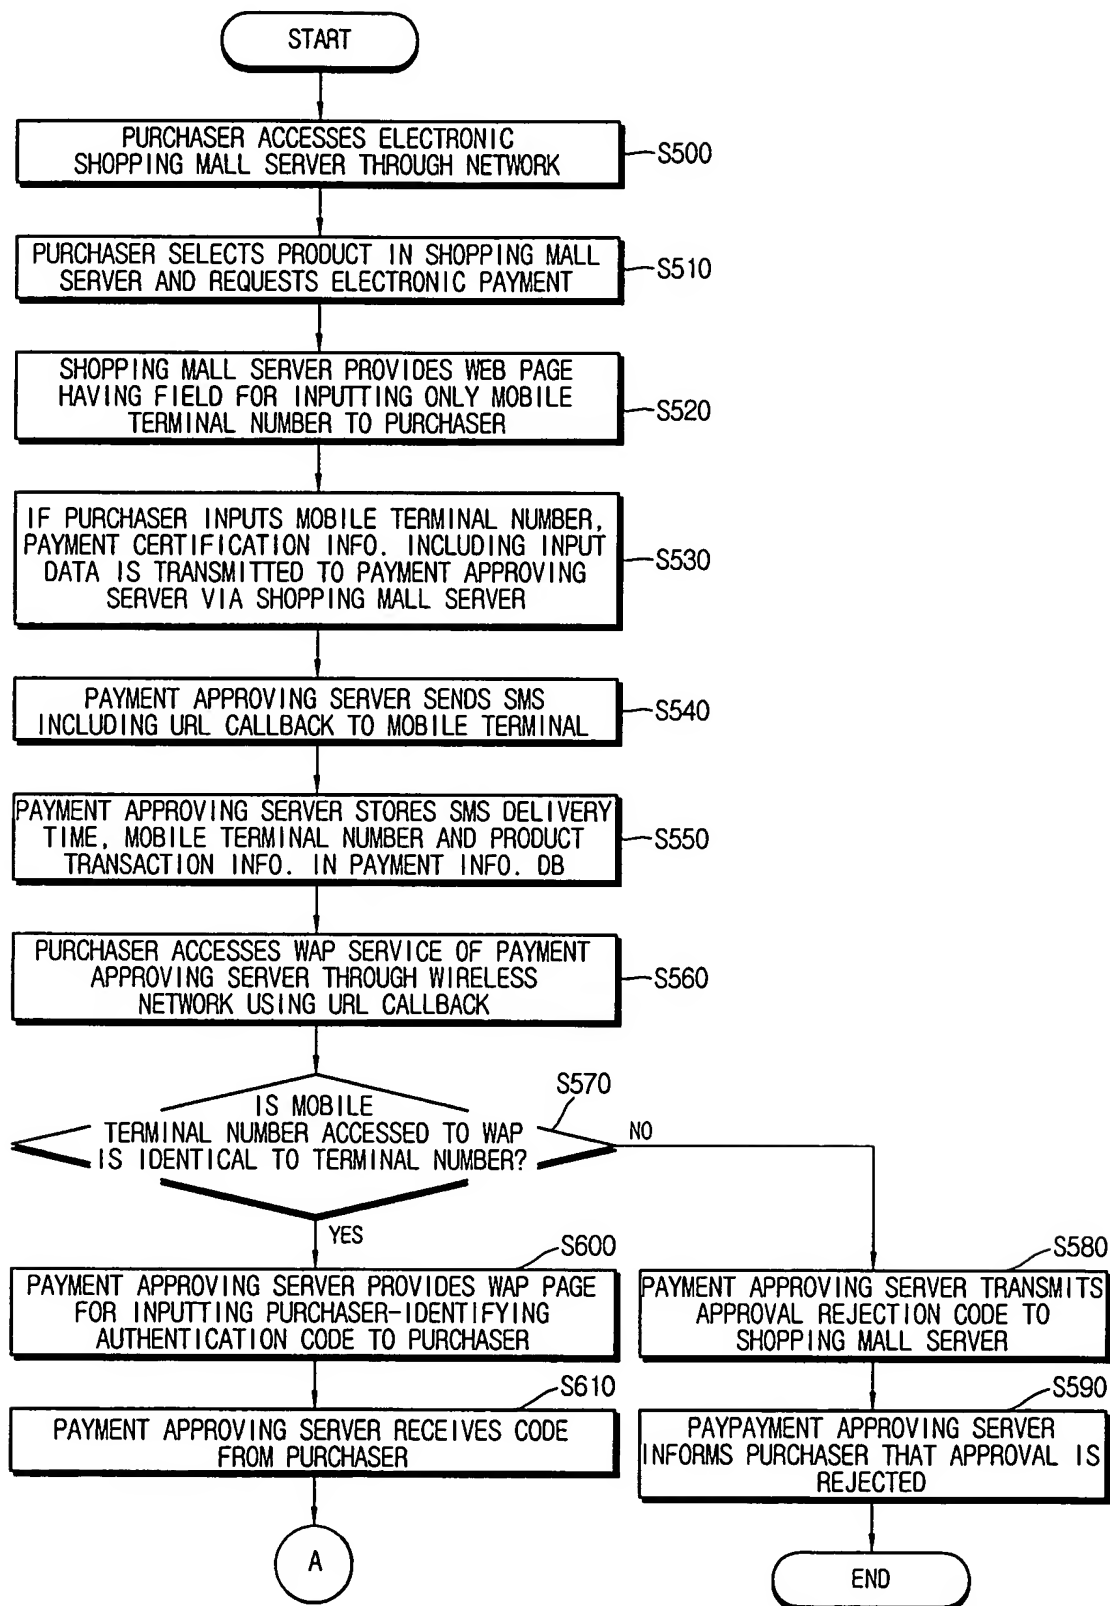 START
PURCHASER ACCESSES ELECTRONIC
SHOPPING MALL SERVER THROUGH NETWORK
S500
PURCHASER SELECTS PRODUCT IN SHOPPING MALL
SERVER AND REQUESTS ELECTRONIC PAYMENT
S510
SHOPPING MALL SERVER PROVIDES WEB PAGE
HAVING FIELD FOR INPUTTING ONLY MOBILE
TERMINAL NUMBER TO PURCHASER
S520
IF PURCHASER INPUTS MOBILE TERMINAL NUMBER,
PAYMENT CERTIFICATION INFO. INCLUDING INPUT
DATA IS TRANSMITTED TO PAYMENT APPROVING
SERVER VIA SHOPPING MALL SERVER
S530
PAYMENT APPROVING SERVER SENDS SMS
INCLUDING URL CALLBACK TO MOBILE TERMINAL
S540
PAYMENT APPROVING SERVER STORES SMS DELIVERY
TIME, MOBILE TERMINAL NUMBER AND PRODUCT
TRANSACTION INFO. IN PAYMENT INFO. DB
S550
PURCHASER ACCESSES WAP SERVICE OF PAYMENT
APPROVING SERVER THROUGH WIRELESS
NETWORK USING URL CALLBACK
S560
S570
IS MOBILE
TERMINAL NUMBER ACCESSED TO WAP
IS IDENTICAL TO TERMINAL NUMBER?
NO
YES
S600
PAYMENT APPROVING SERVER PROVIDES WAP PAGE
FOR INPUTTING PURCHASER-IDENTIFYING
AUTHENTICATION CODE TO PURCHASER
S610
PAYMENT APPROVING SERVER RECEIVES CODE
FROM PURCHASER
A
S580
PAYMENT APPROVING SERVER TRANSMITS
APPROVAL REJECTION CODE TO
SHOPPING MALL SERVER
S590
PAYPAYMENT APPROVING SERVER
INFORMS PURCHASER THAT APPROVAL IS
REJECTED
END